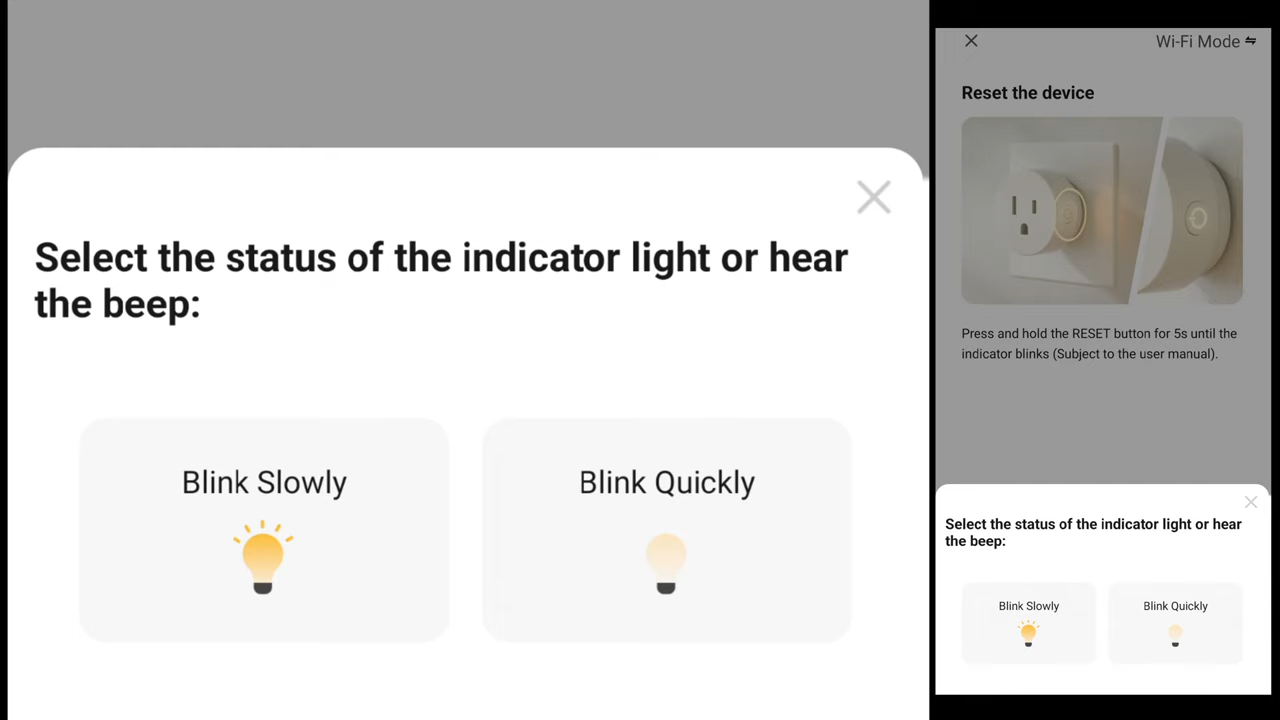 Select the status of the indicator light or hear
the beep:
Blink Slowly
Blink Quickly
Wi-Fi Mode ⇋
Reset the device
Press and hold the RESET button for 5s until the
indicator blinks (Subject to the user manual).
Select the status of the indicator light or hear
the beep:
Blink Slowly
Blink Quickly